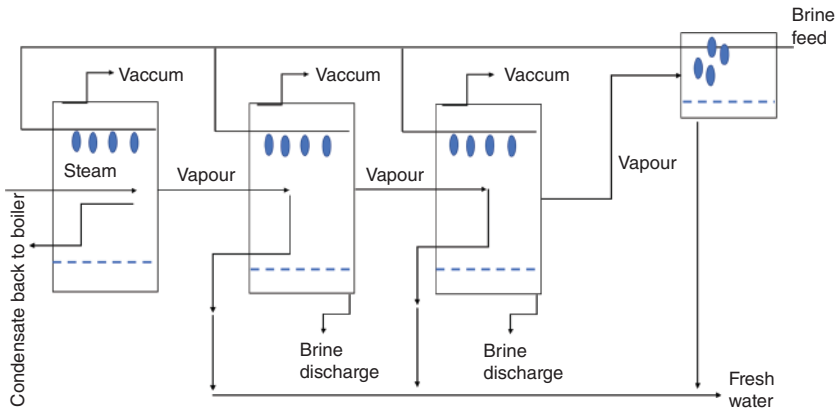 Brine
feed
Vaccum
Vaccum
Vaccum
Steam
Vapour
Vapour
Vapour
Condensate back to boiler
Brine
discharge
Brine
discharge
Fresh
water